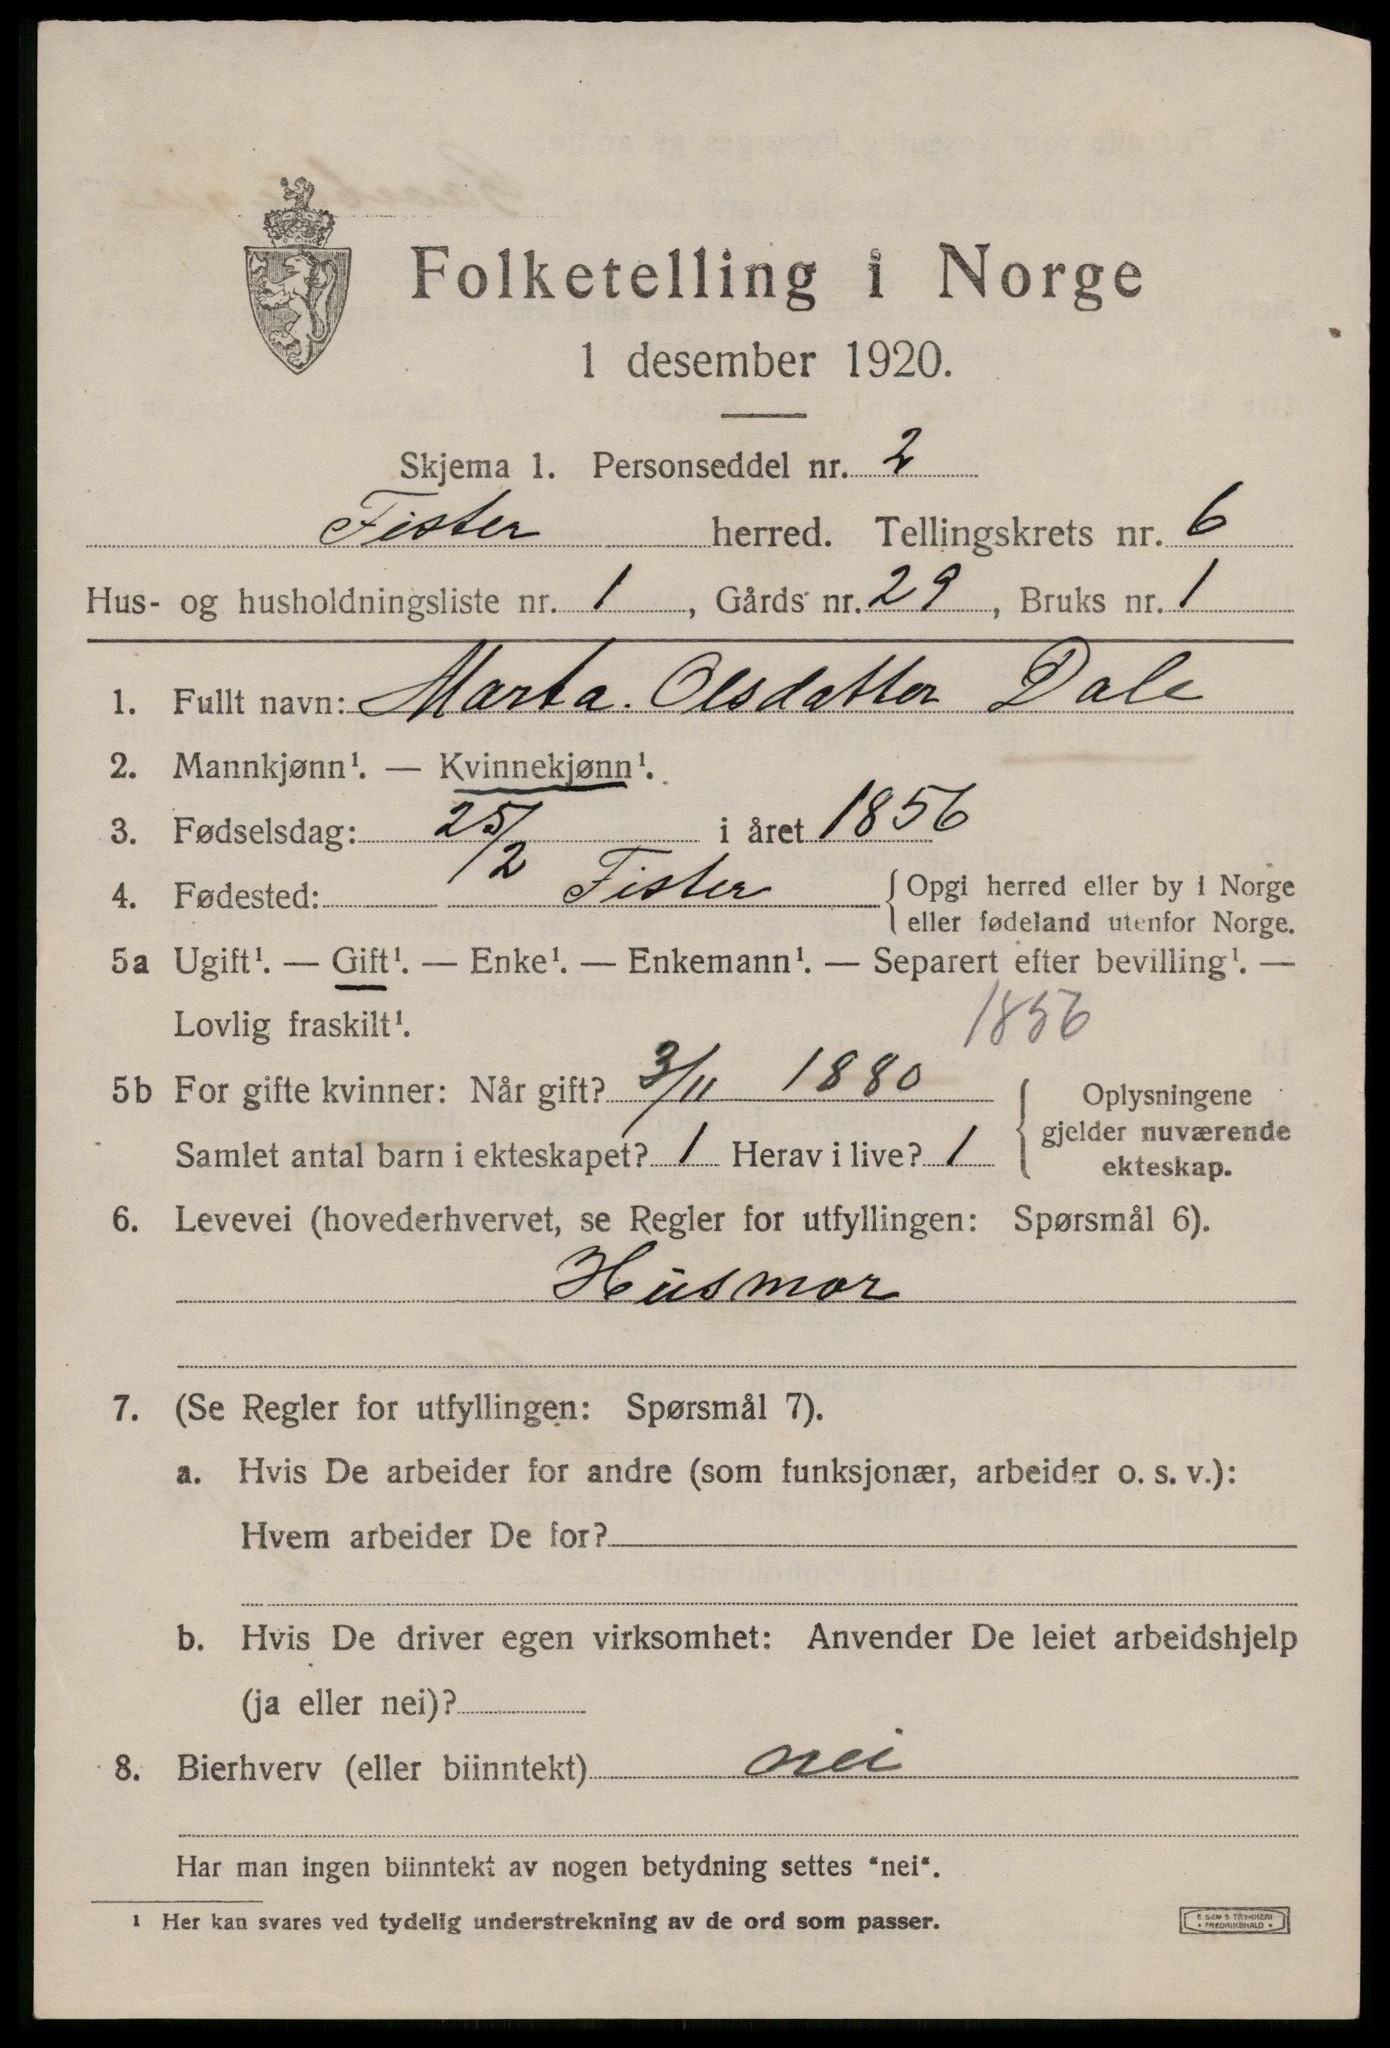 Folketelling i Norge
1 desember 1920.
Skjema 1. Personseddel nr. 2
Fister herred. Tellingskrets nr. 6
Hus- og husholdningsliste nr. 1, Gårds nr. 29, Bruks nr. 1
1. Fullt navn: Marta. Olsdatter Dale
2. Mannkjønn¹. — Kvinnekjønn¹.
3. Fødselsdag: 25/2 i året 1856
4. Fødested: Fister { Opgi herred eller by i Norge
eller fødeland utenfor Norge.
5a Ugift¹. — Gift¹. — Enke¹. — Enkemann¹. — Separert efter bevilling¹. —
Lovlig fraskilt¹. 1856
5b For gifte kvinner: Når gift? 3/11 1880 { Oplysningene
gjelder nuværende
Samlet antal barn i ekteskapet? 1 Herav i live? 1 ekteskap.
6. Levevei (hovederhvervet, se Regler for utfyllingen: Spørsmål 6).
Husmor
7. (Se Regler for utfyllingen: Spørsmål 7).
a. Hvis De arbeider for andre (som funksjonær, arbeider o. s. v.):
Hvem arbeider De for?
b. Hvis De driver egen virksomhet: Anvender De leiet arbeidshjelp
(ja eller nei)?
8. Bierhverv (eller biinntekt) nei
Har man ingen biinntekt av nogen betydning settes "nei".
¹ Her kan svares ved tydelig understrekning av de ord som passer.
TRYKKERI
FREDRIKSHALD